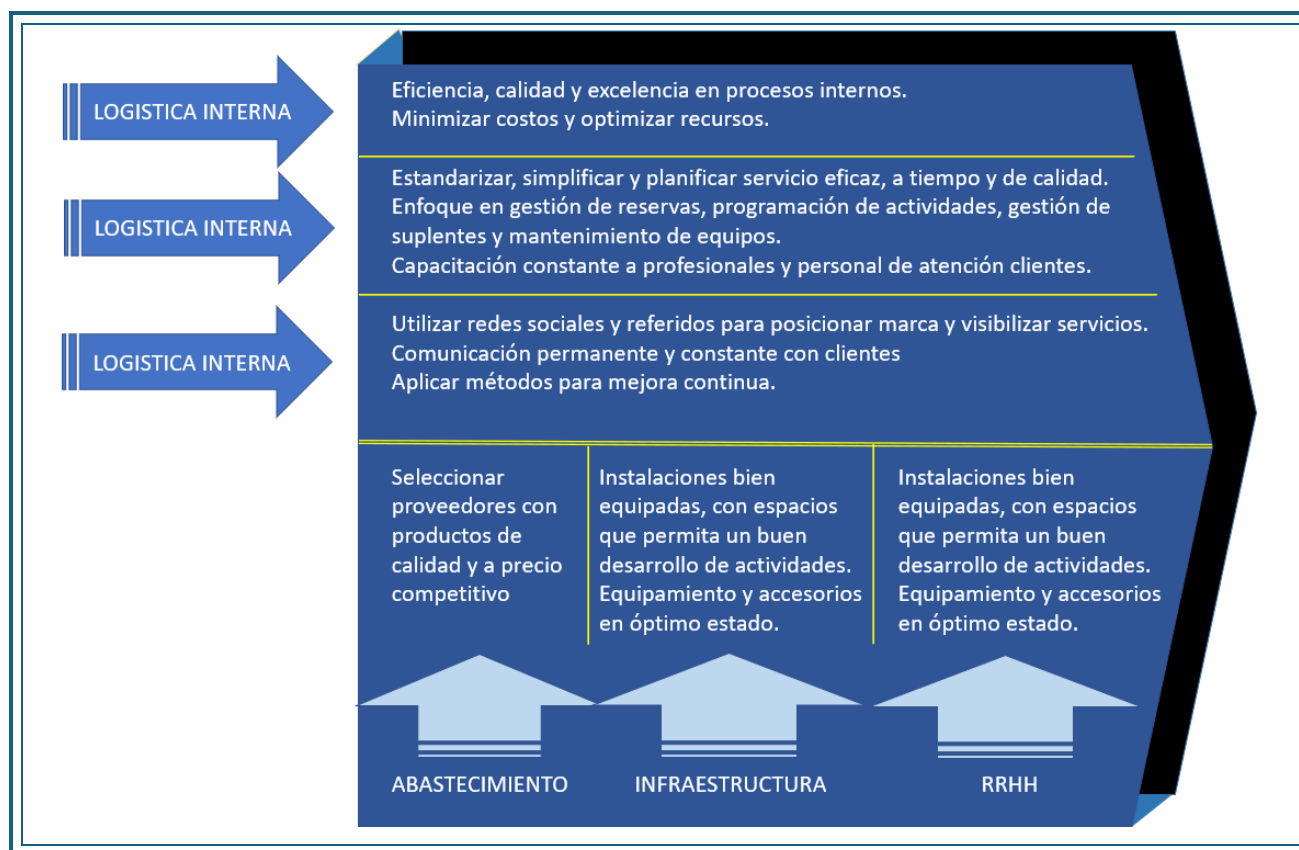 LOGISTICA INTERNA
Eficiencia, calidad y excelencia en procesos internos.
Minimizar costos y optimizar recursos.
LOGISTICA INTERNA
Estandarizar, simplificar y planificar servicio eficaz, a tiempo y de calidad.
Enfoque en gestión de reservas, programación de actividades, gestión de
suplentes y mantenimiento de equipos.
Capacitación constante a profesionales y personal de atención clientes.
LOGISTICA INTERNA
Utilizar redes sociales y referidos para posicionar marca y visibilizar servicios.
Comunicación permanente y constante con clientes
Aplicar métodos para mejora continua.
Seleccionar
proveedores con
productos de
calidad y a precio
competitivo
Instalaciones bien
equipadas, con espacios
que permita un buen
desarrollo de actividades.
Equipamiento y accesorios
en óptimo estado.
Instalaciones bien
equipadas, con espacios
que permita un buen
desarrollo de actividades.
Equipamiento y accesorios
en óptimo estado.
ABASTECIMIENTO
INFRAESTRUCTURA
RRHH